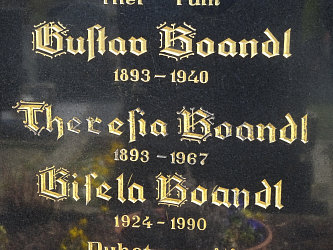 Guſtav Boandl
1893 – 1940
Thereſia Boandl
1893 – 1967
Giſela Boandl
1924 – 1990